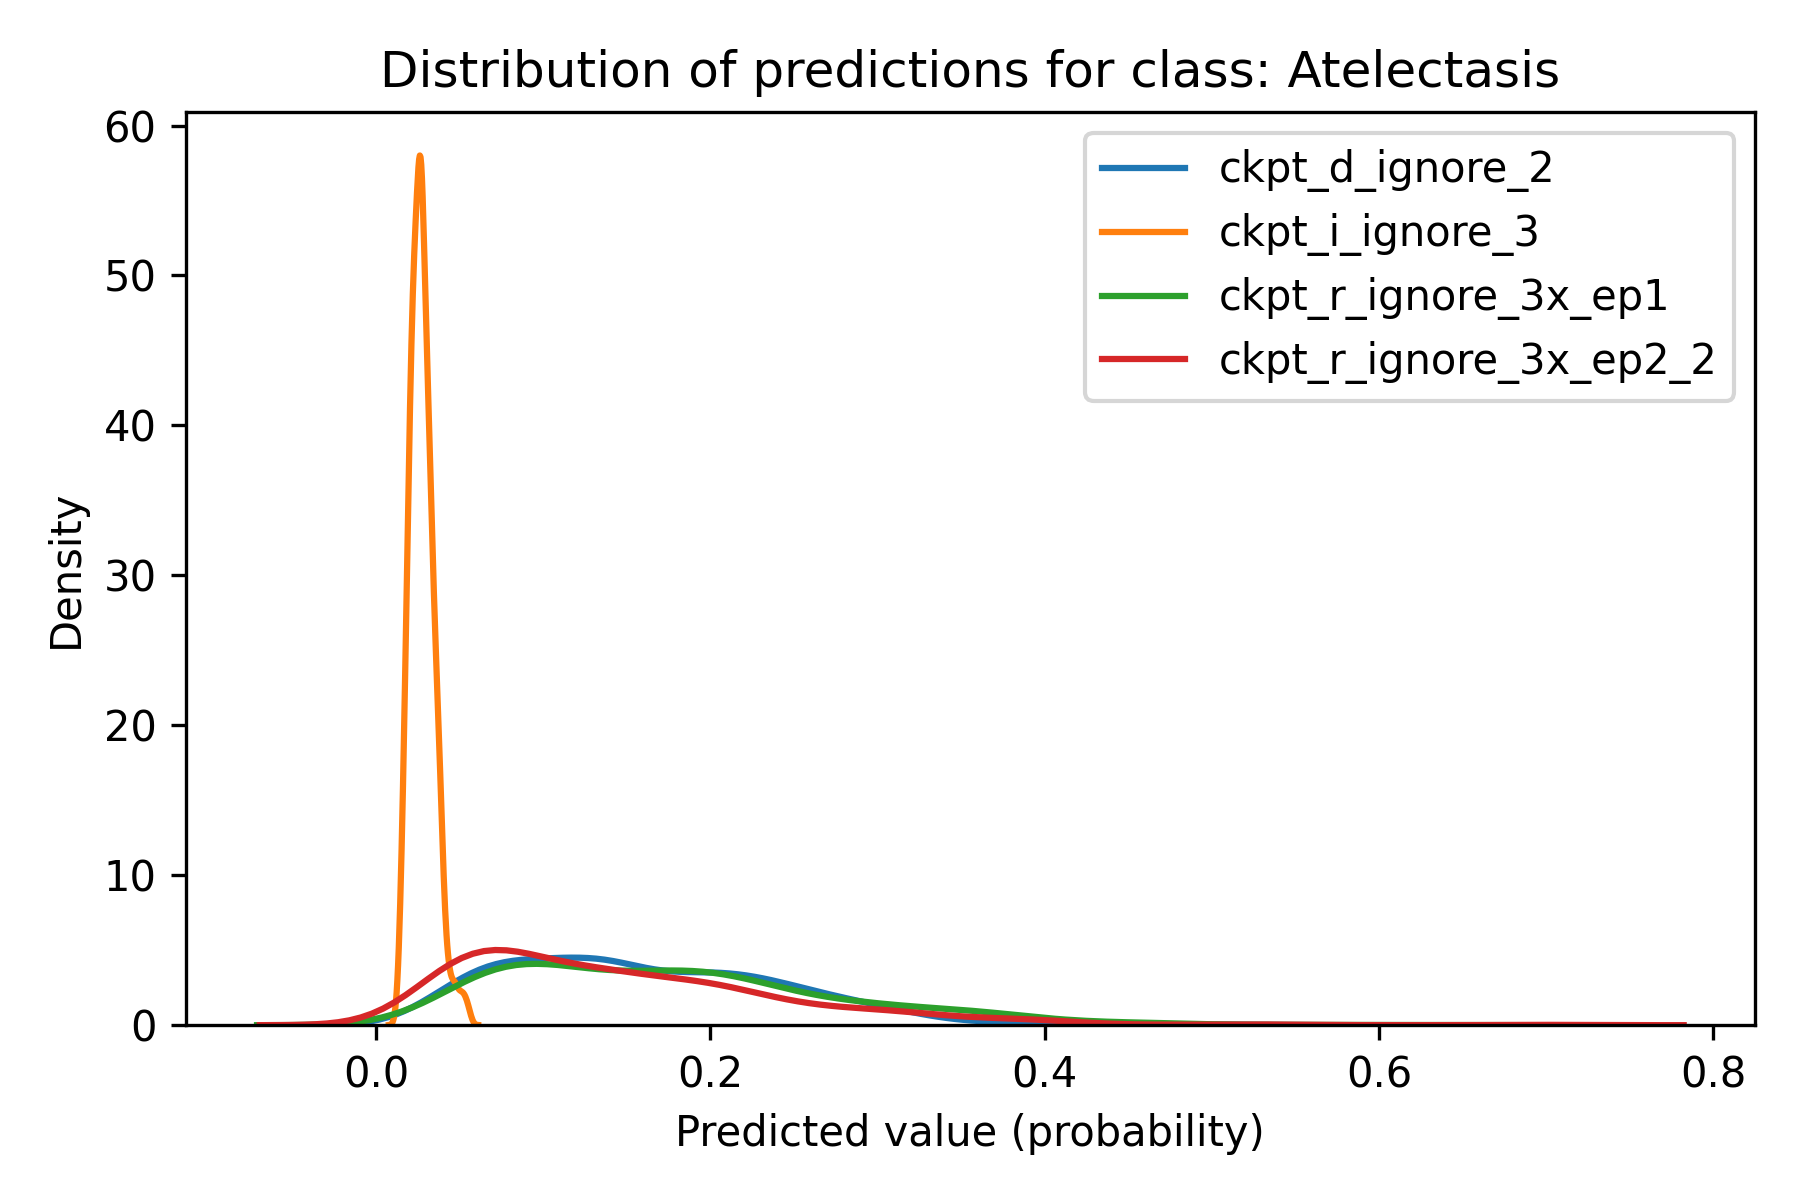 Distribution of predictions for class: Atelectasis
60
50
40
30
20
10
0
Density
ckpt_d_ignore_2
ckpt_i_ignore_3
ckpt_r_ignore_3x_ep1
ckpt_r_ignore_3x_ep2_2
0.0 0.2 0.4 0.6 0.8
Predicted value (probability)